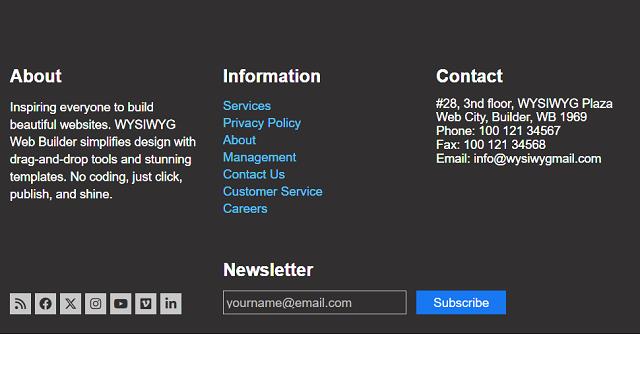 About
Inspiring everyone to build
beautiful websites. WYSIWYG
Web Builder simplifies design with
drag-and-drop tools and stunning
templates. No coding, just click,
publish, and shine.
Information
Services
Privacy Policy
About
Management
Contact Us
Customer Service
Careers
Contact
#28, 3nd floor, WYSIWYG Plaza
Web City, Builder, WB 1969
Phone: 100 121 34567
Fax: 100 121 34568
Email: info@wysiwygmail.com
Newsletter
yourname@email.com
Subscribe